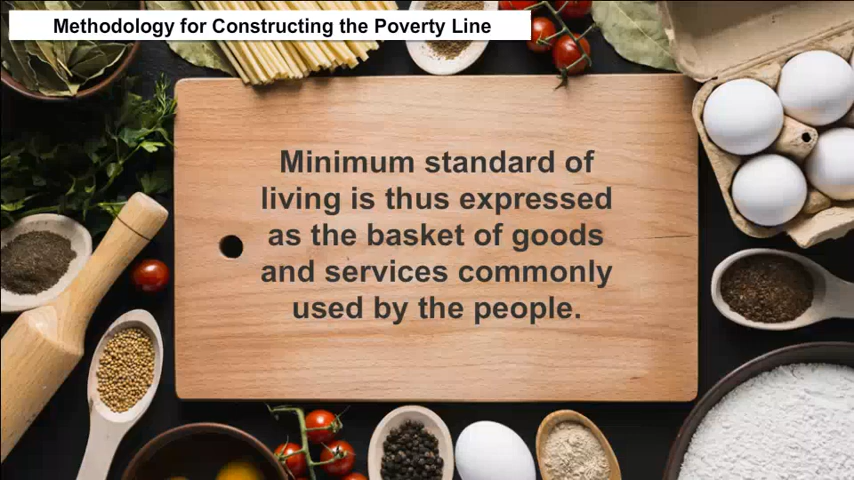 Methodology for Constructing the Poverty Line
Minimum standard of
living is thus expressed
as the basket of goods
and services commonly
used by the people.